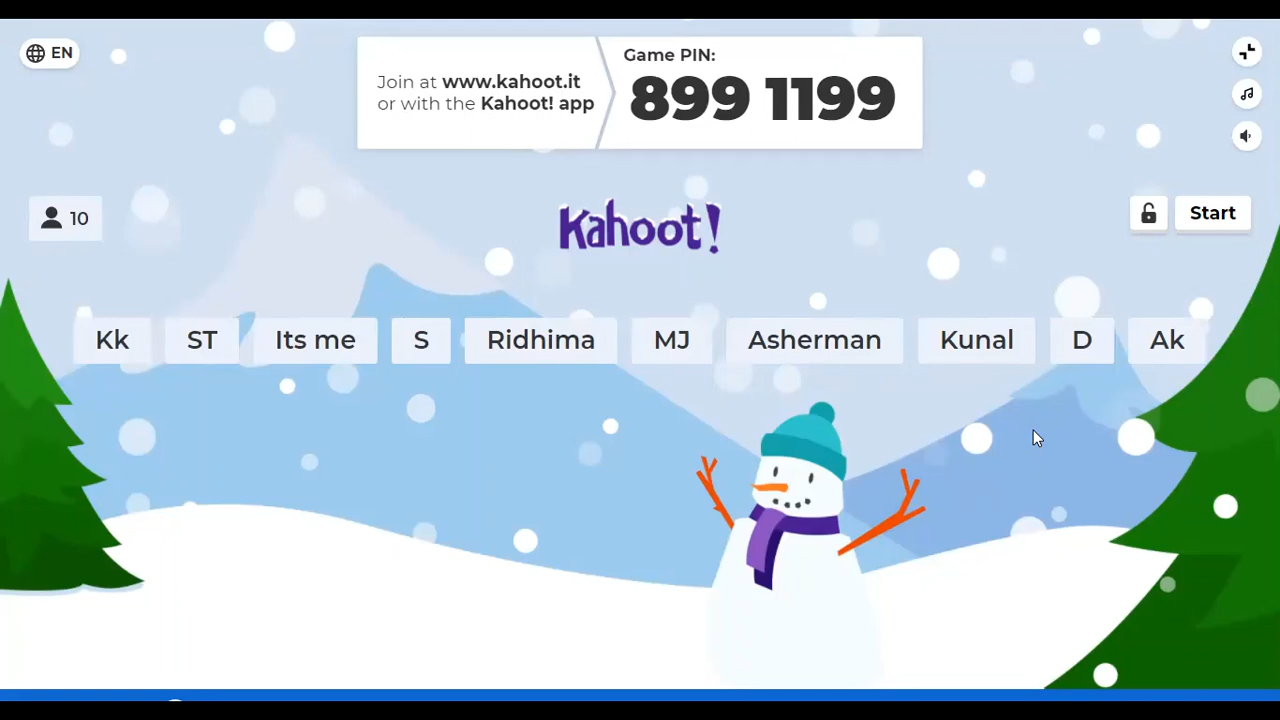 EN
Join at www.kahoot.it
or with the Kahoot! app
Game PIN:
899 1199
10
Kahoot!
Start
Kk ST Its me S Ridhima MJ Asherman Kunal D Ak